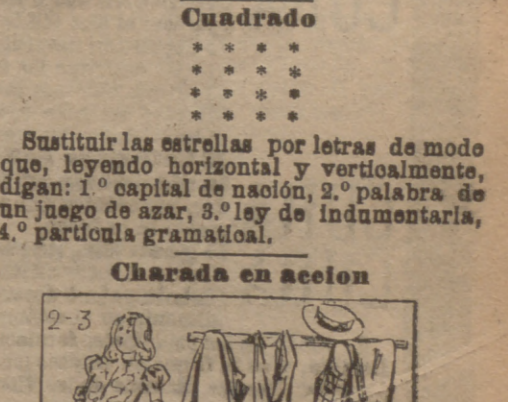 Cuadrado
* * * *
* * * *
* * * *
* * * *
Sustituir las estrellas por letras de modo
que, leyendo horizontal y verticalmente,
digan: 1.º capital de nación, 2.º palabra de
un juego de azar, 3.º ley de indumentaria,
4.º partícula gramatical.
Charada en accion
2-3